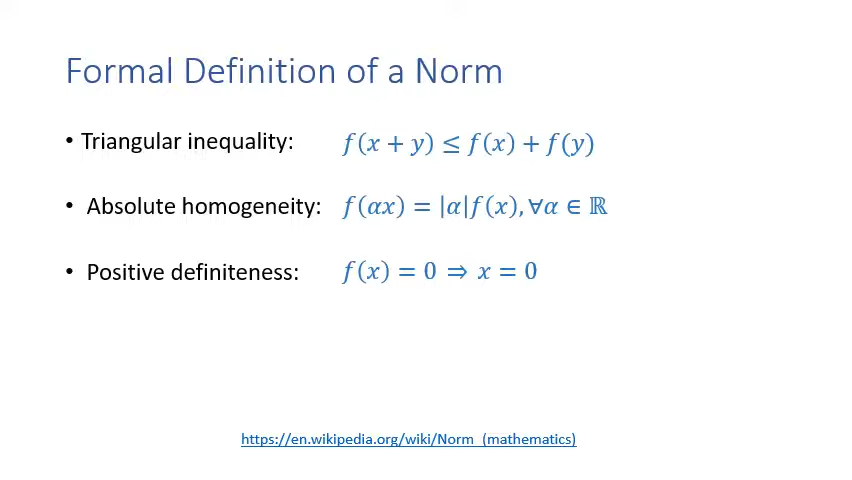 Formal Definition of a Norm
• Triangular inequality: 𝑓(𝑥 + 𝑦) ≤ 𝑓(𝑥) + 𝑓(𝑦)
• Absolute homogeneity: 𝑓(𝛼𝑥) = |𝛼|𝑓(𝑥), ∀𝛼 ∈ ℝ
• Positive definiteness: 𝑓(𝑥) = 0 ⇒ 𝑥 = 0
https://en.wikipedia.org/wiki/Norm_(mathematics)